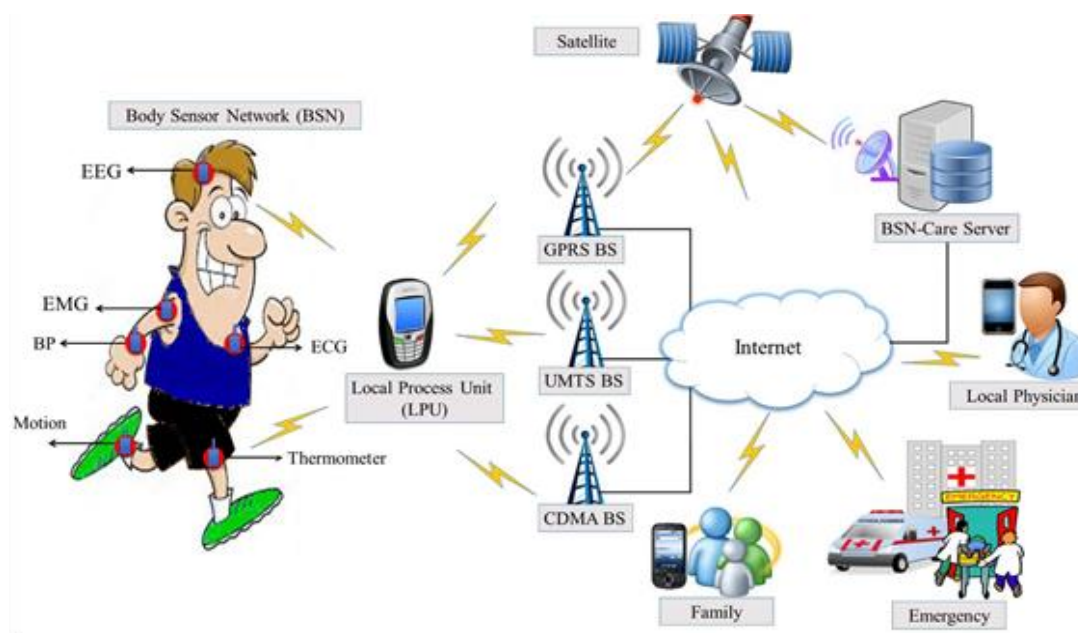 Satellite
Body Sensor Network (BSN)
EEG
EMG
BP
ECG
Motion
Thermometer
Local Process Unit
(LPU)
GPRS BS
UMTS BS
CDMA BS
Internet
BSN-Care Server
Local Physician
Family
EMERGENCY
Emergency